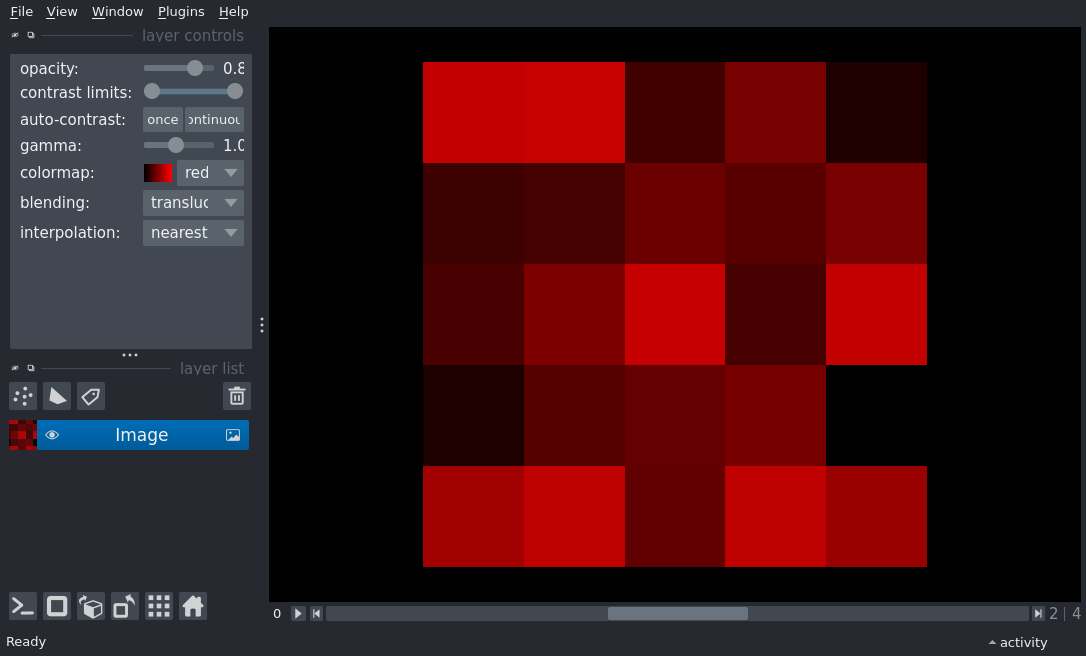 File View Window Plugins Help
layer controls
opacity: 0.8
contrast limits:
auto-contrast: once ontinuou
gamma: 1.0
colormap: red
blending: transluc
interpolation: nearest
layer list
Image
0 2 | 4
Ready
activity